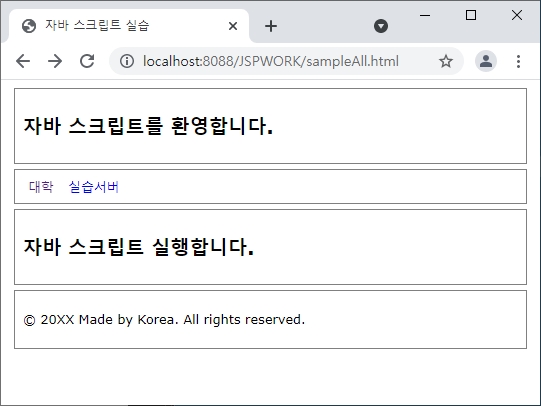 자바 스크립트 실습
localhost:8088/JSPWORK/sampleAll.html
자바 스크립트를 환영합니다.
대학 실습서버
자바 스크립트 실행합니다.
© 20XX Made by Korea. All rights reserved.